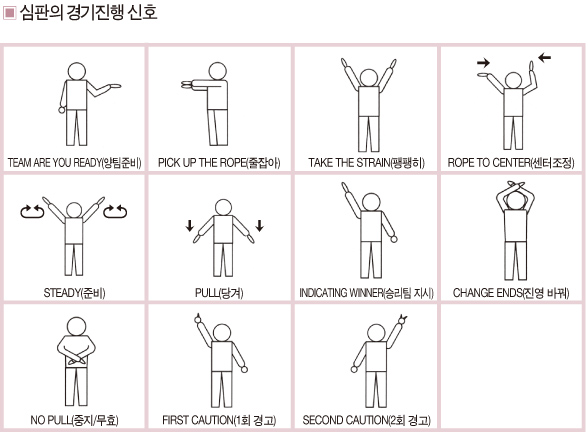 심판의 경기진행 신호
TEAM ARE YOU READY(양팀준비)
PICK UP THE ROPE(줄잡아)
TAKE THE STRAIN(팽팽히)
ROPE TO CENTER(센터조정)
STEADY(준비)
PULL(당겨)
INDICATING WINNER(승리팀 지시)
CHANGE ENDS(진영 바꿔)
NO PULL(중지/무효)
FIRST CAUTION(1회 경고)
SECOND CAUTION(2회 경고)